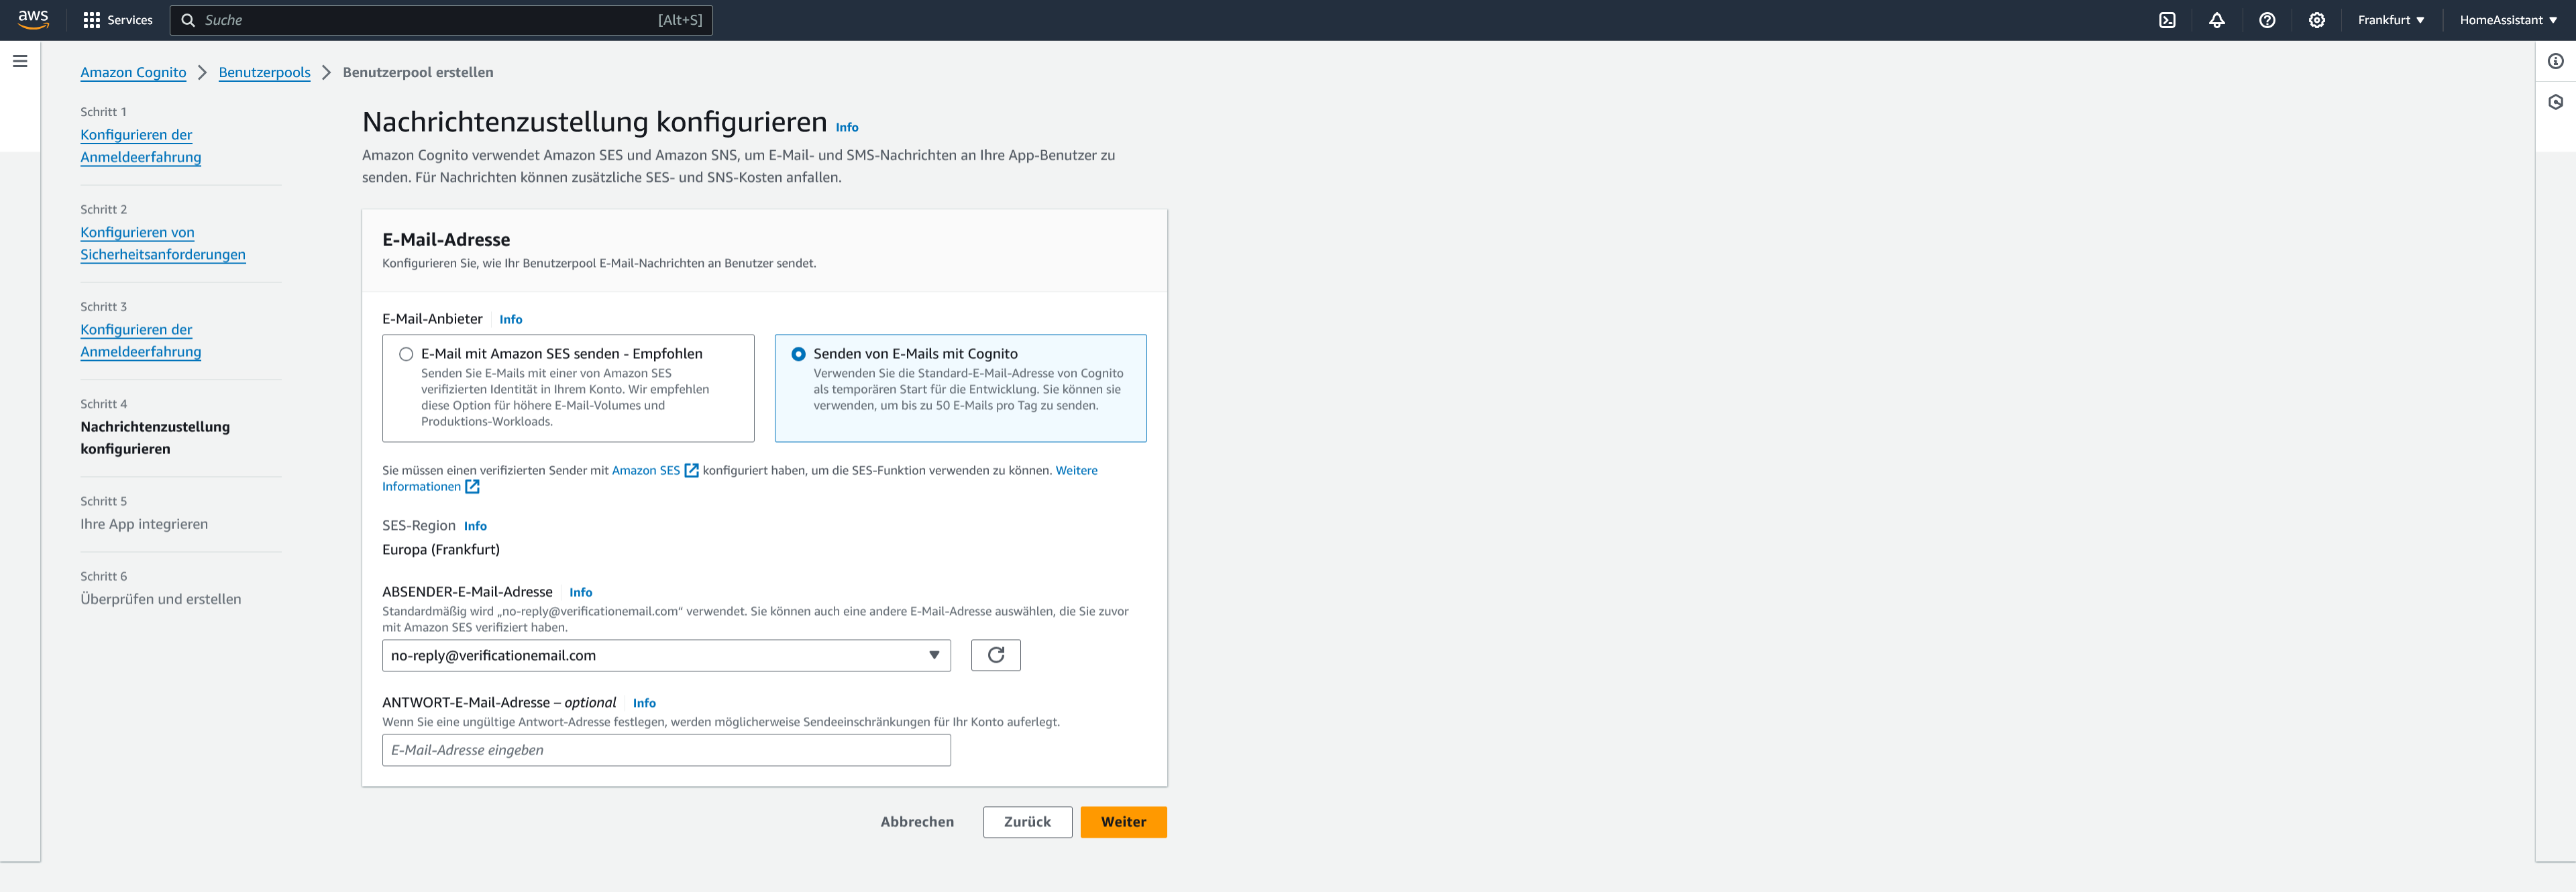 aws Services Suche [Alt+S] Frankfurt HomeAssistant
Amazon Cognito Benutzerpools Benutzerpool erstellen
Schritt 1
Konfigurieren der
Anmeldeerfahrung
Schritt 2
Konfigurieren von
Sicherheitsanforderungen
Schritt 3
Konfigurieren der
Anmeldeerfahrung
Schritt 4
Nachrichtenzustellung
konfigurieren
Schritt 5
Ihre App integrieren
Schritt 6
Überprüfen und erstellen
Nachrichtenzustellung konfigurieren Info
Amazon Cognito verwendet Amazon SES und Amazon SNS, um E-Mail- und SMS-Nachrichten an Ihre App-Benutzer zu
senden. Für Nachrichten können zusätzliche SES- und SNS-Kosten anfallen.
E-Mail-Adresse
Konfigurieren Sie, wie Ihr Benutzerpool E-Mail-Nachrichten an Benutzer sendet.
E-Mail-Anbieter Info
E-Mail mit Amazon SES senden - Empfohlen
Senden Sie E-Mails mit einer von Amazon SES
verifizierten Identität in Ihrem Konto. Wir empfehlen
diese Option für höhere E-Mail-Volumes und
Produktions-Workloads.
Senden von E-Mails mit Cognito
Verwenden Sie die Standard-E-Mail-Adresse von Cognito
als temporären Start für die Entwicklung. Sie können sie
verwenden, um bis zu 50 E-Mails pro Tag zu senden.
Sie müssen einen verifizierten Sender mit Amazon SES konfiguriert haben, um die SES-Funktion verwenden zu können. Weitere
Informationen
SES-Region Info
Europa (Frankfurt)
ABSENDER-E-Mail-Adresse Info
Standardmäßig wird „no-reply@verificationemail.com“ verwendet. Sie können auch eine andere E-Mail-Adresse auswählen, die Sie zuvor
mit Amazon SES verifiziert haben.
no-reply@verificationemail.com
ANTWORT-E-Mail-Adresse – optional Info
Wenn Sie eine ungültige Antwort-Adresse festlegen, werden möglicherweise Sendeeinschränkungen für Ihr Konto auferlegt.
E-Mail-Adresse eingeben
Abbrechen Zurück Weiter